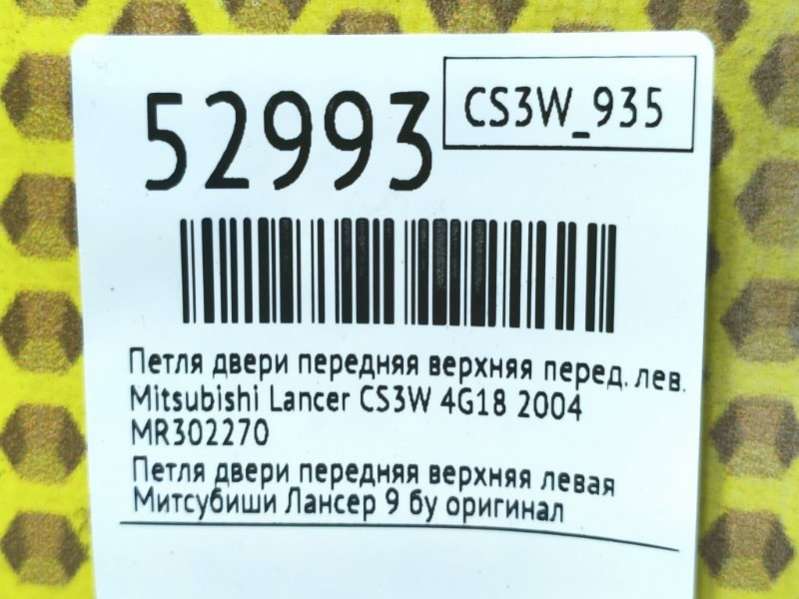 52993
CS3W_935
Петля двери передняя верхняя перед. лев.
Mitsubishi Lancer CS3W 4G18 2004
MR302270
Петля двери передняя верхняя левая
Митсубиши Лансер 9 бу оригинал